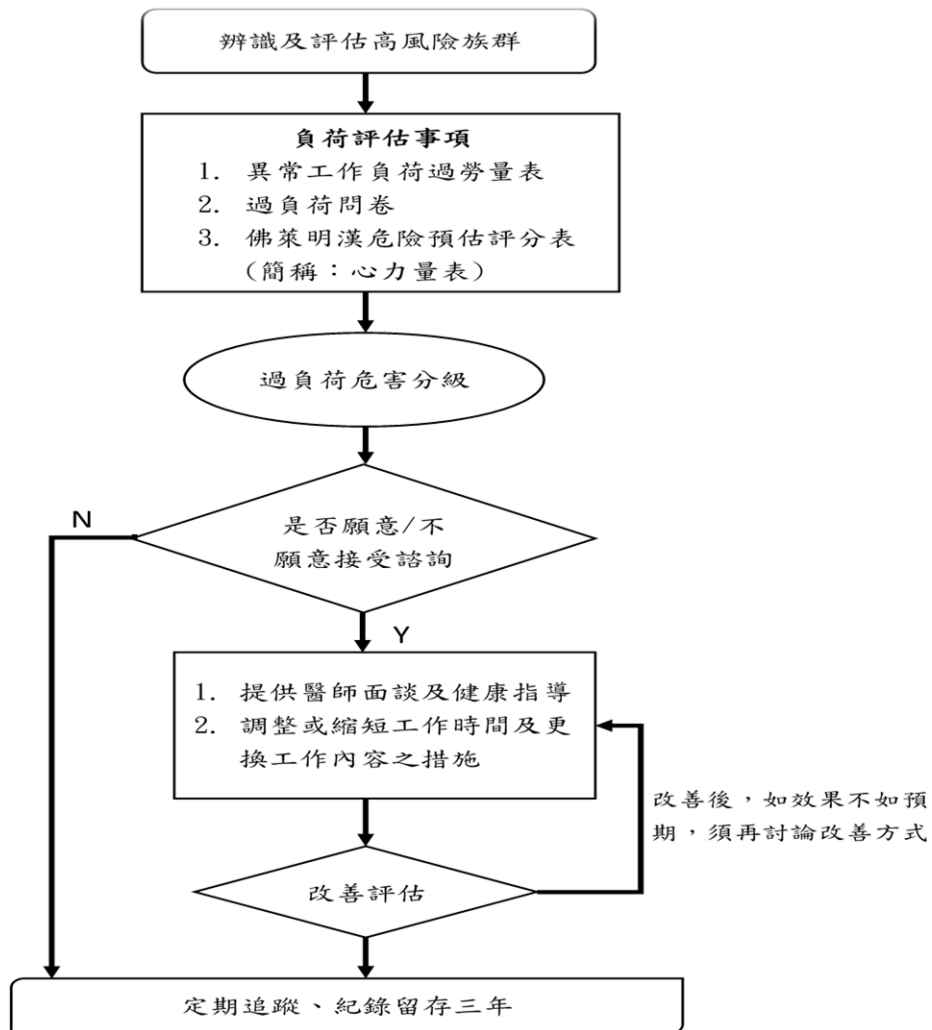 辨識及評估高風險族群
負荷評估事項
1. 異常工作負荷過勞量表
2. 過負荷問卷
3. 佛萊明漢危險預估評分表
(簡稱：心力量表)
過負荷危害分級
N
是否願意/不
願意接受諮詢
Y
1. 提供醫師面談及健康指導
2. 調整或縮短工作時間及更
換工作內容之措施
改善後，如效果不如預
期，須再討論改善方式
改善評估
定期追蹤、紀錄留存三年